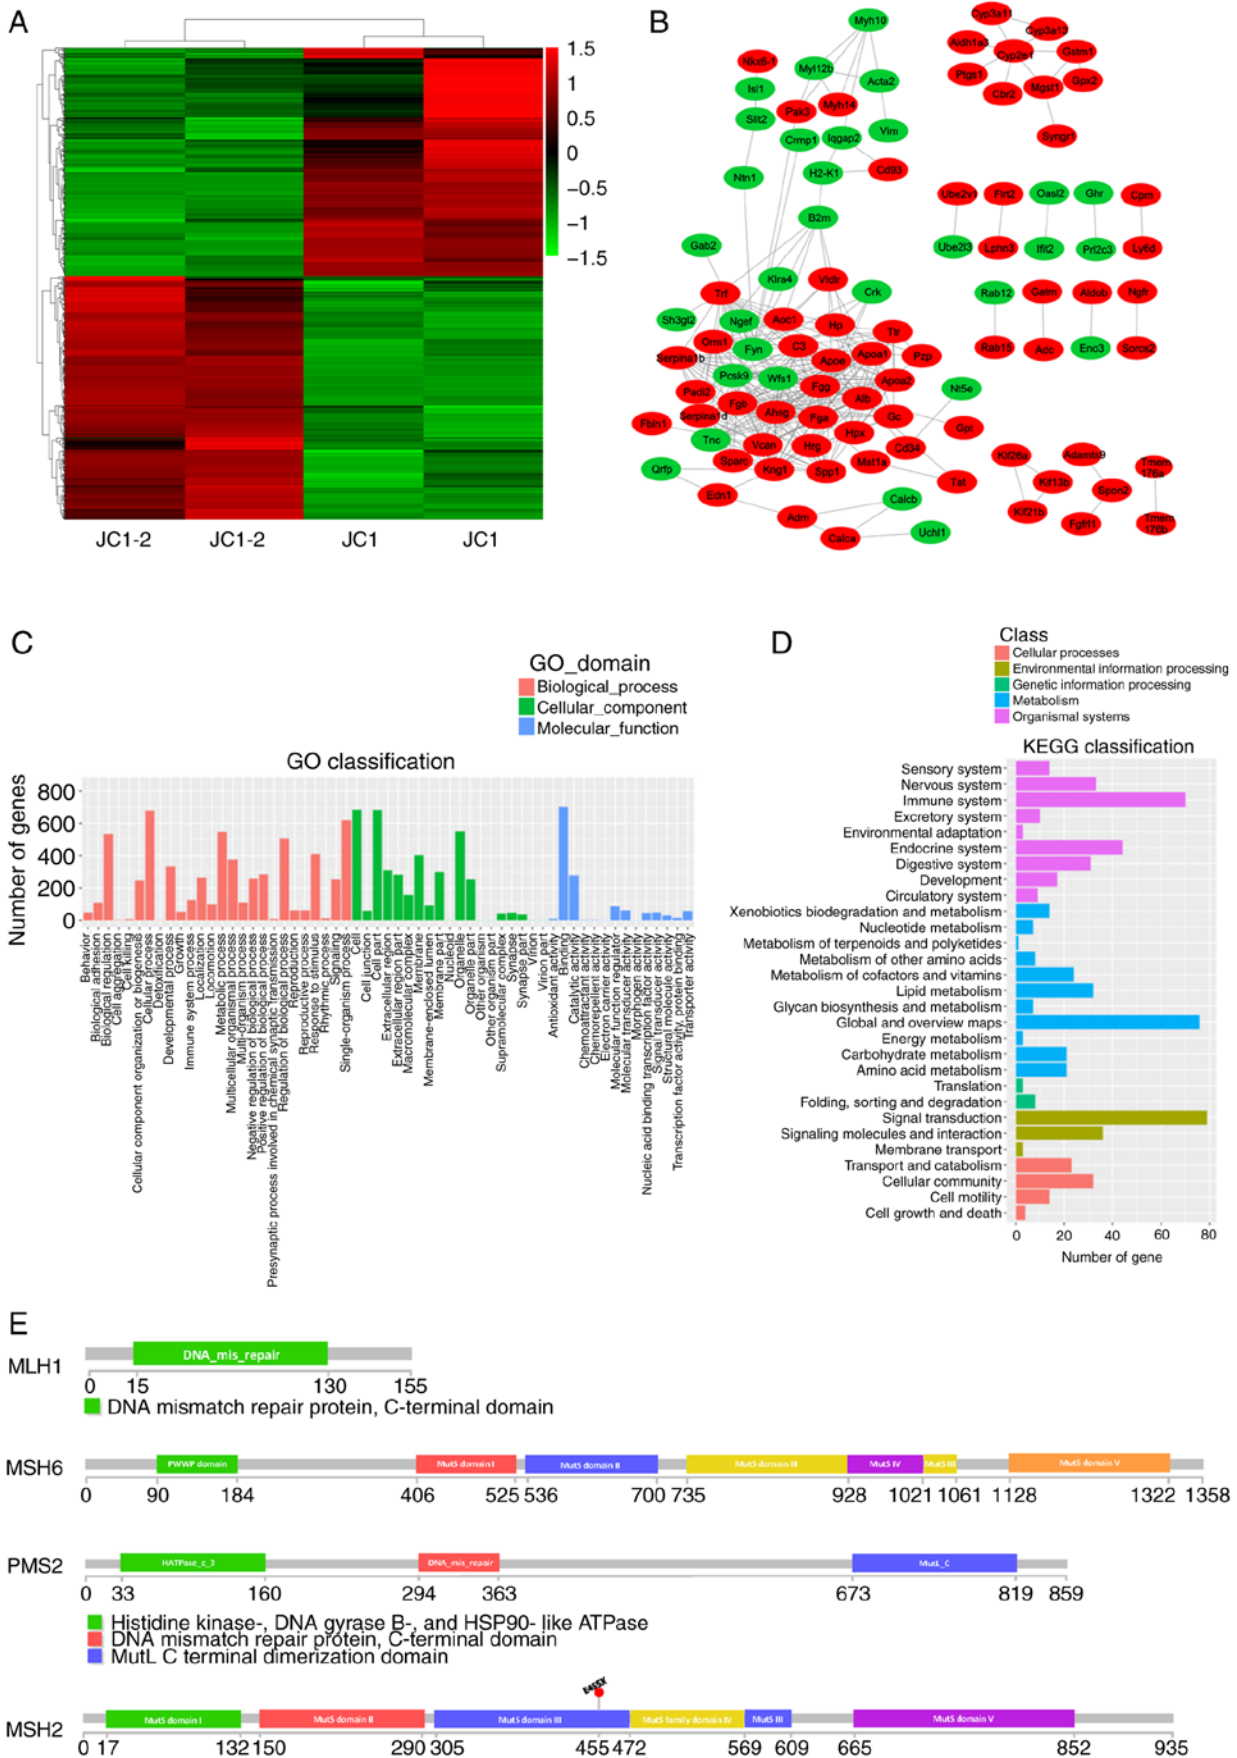 A
1.5
1
0.5
0
−0.5
−1
−1.5
JC1-2
JC1-2
JC1
JC1
B
Myh10
Nkx6-1
Myl12b
Isl1
Acta2
Pak3
Myh14
Slit2
Crmp1
Iqgap2
Vim
Ntn1
H2-K1
Cd93
B2m
Gab2
Klra4
Vldlr
Trf
Crk
Sh3gl2
Ngef
Aoc1
Hp
Ttr
Orm1
Fyn
C3
Apoe
Apoa1
Pzp
Serpina1b
Pcsk9
Wfs1
Fgg
Apoa2
Nt5e
Padi2
Fgb
Ahsg
Alb
Serpina1d
Fga
Gc
Fbln1
Gpt
Tnc
Vcan
Hrg
Hpx
Cd34
Sparc
Kng1
Spp1
Mat1a
Qrfp
Tat
Edn1
Calcb
Adm
Calca
Uchl1
Cyp3a11
Cyp3a13
Aldh1a3
Cyp2e1
Gstm1
Ptgs1
Cbr2
Mgst1
Gpx2
Syngr1
Ube2v1
Flrt2
Oasl2
Ghr
Cpm
Ube2l3
Lphn3
Ifit2
Prl2c3
Ly6d
Rab12
Gatm
Aldob
Ngfr
Rab15
Adc
Eno3
Sorcs2
Kif26a
Kif13b
Kif21b
Adamts9
Spon2
Fgfr1
Tmem
176a
Tmem
176b
C
GO_domain
Biological_process
Cellular_component
Molecular_function
GO classification
Number of genes
800
600
400
200
0
Behavior
Biological adhesion
Biological regulation
Cell aggregation
Cell killing
Cellular component organization or biogenesis
Cellular process
Detoxification
Developmental process
Growth
Immune system process
Localization
Locomotion
Metabolic process
Multicellular organismal process
Multi-organism process
Negative regulation of biological process
Positive regulation of biological process
Presynaptic process involved in chemical synaptic transmission
Regulation of biological process
Reproduction
Reproductive process
Response to stimulus
Rhythmic process
Signaling
Single-organism process
Cell
Cell junction
Cell part
Extracellular region
Extracellular region part
Macromolecular complex
Membrane
Membrane-enclosed lumen
Membrane part
Nucleoid
Organelle
Organelle part
Other organism
Other organism part
Supramolecular complex
Synapse
Synapse part
Virion
Virion part
Antioxidant activity
Binding
Catalytic activity
Chemoattractant activity
Chemorepellent activity
Electron carrier activity
Molecular function regulator
Molecular transducer activity
Morphogen activity
Nucleic acid binding transcription factor activity
Signal transducer activity
Structural molecule activity
Transcription factor activity, protein binding
Transporter activity
D
Class
Cellular processes
Environmental information processing
Genetic information processing
Metabolism
Organismal systems
KEGG classification
Sensory system
Nervous system
Immune system
Excretory system
Environmental adaptation
Endocrine system
Digestive system
Development
Circulatory system
Xenobiotics biodegradation and metabolism
Nucleotide metabolism
Metabolism of terpenoids and polyketides
Metabolism of other amino acids
Metabolism of cofactors and vitamins
Lipid metabolism
Glycan biosynthesis and metabolism
Global and overview maps
Energy metabolism
Carbohydrate metabolism
Amino acid metabolism
Translation
Folding, sorting and degradation
Signal transduction
Signaling molecules and interaction
Membrane transport
Transport and catabolism
Cellular community
Cell motility
Cell growth and death
0 20 40 60 80
Number of gene
E
MLH1
DNA_mis_repair
0 15 130 155
DNA mismatch repair protein, C-terminal domain
MSH6
PWWP domain MutS domain I MutS domain II MutS domain III MutS IV MutS III MutS domain V
0 90 184 406 525 536 700 735 928 1021 1061 1128 1322 1358
PMS2
HATPase_c_3 DNA_mis_repair MutL_C
0 33 160 294 363 673 819 859
Histidine kinase-, DNA gyrase B-, and HSP90- like ATPase
DNA mismatch repair protein, C-terminal domain
MutL C terminal dimerization domain
E455X
MSH2
MutS domain I MutS domain II MutS domain III MutS family domain IV MutS III MutS domain V
0 17 132 150 290 305 455 472 569 609 665 852 935